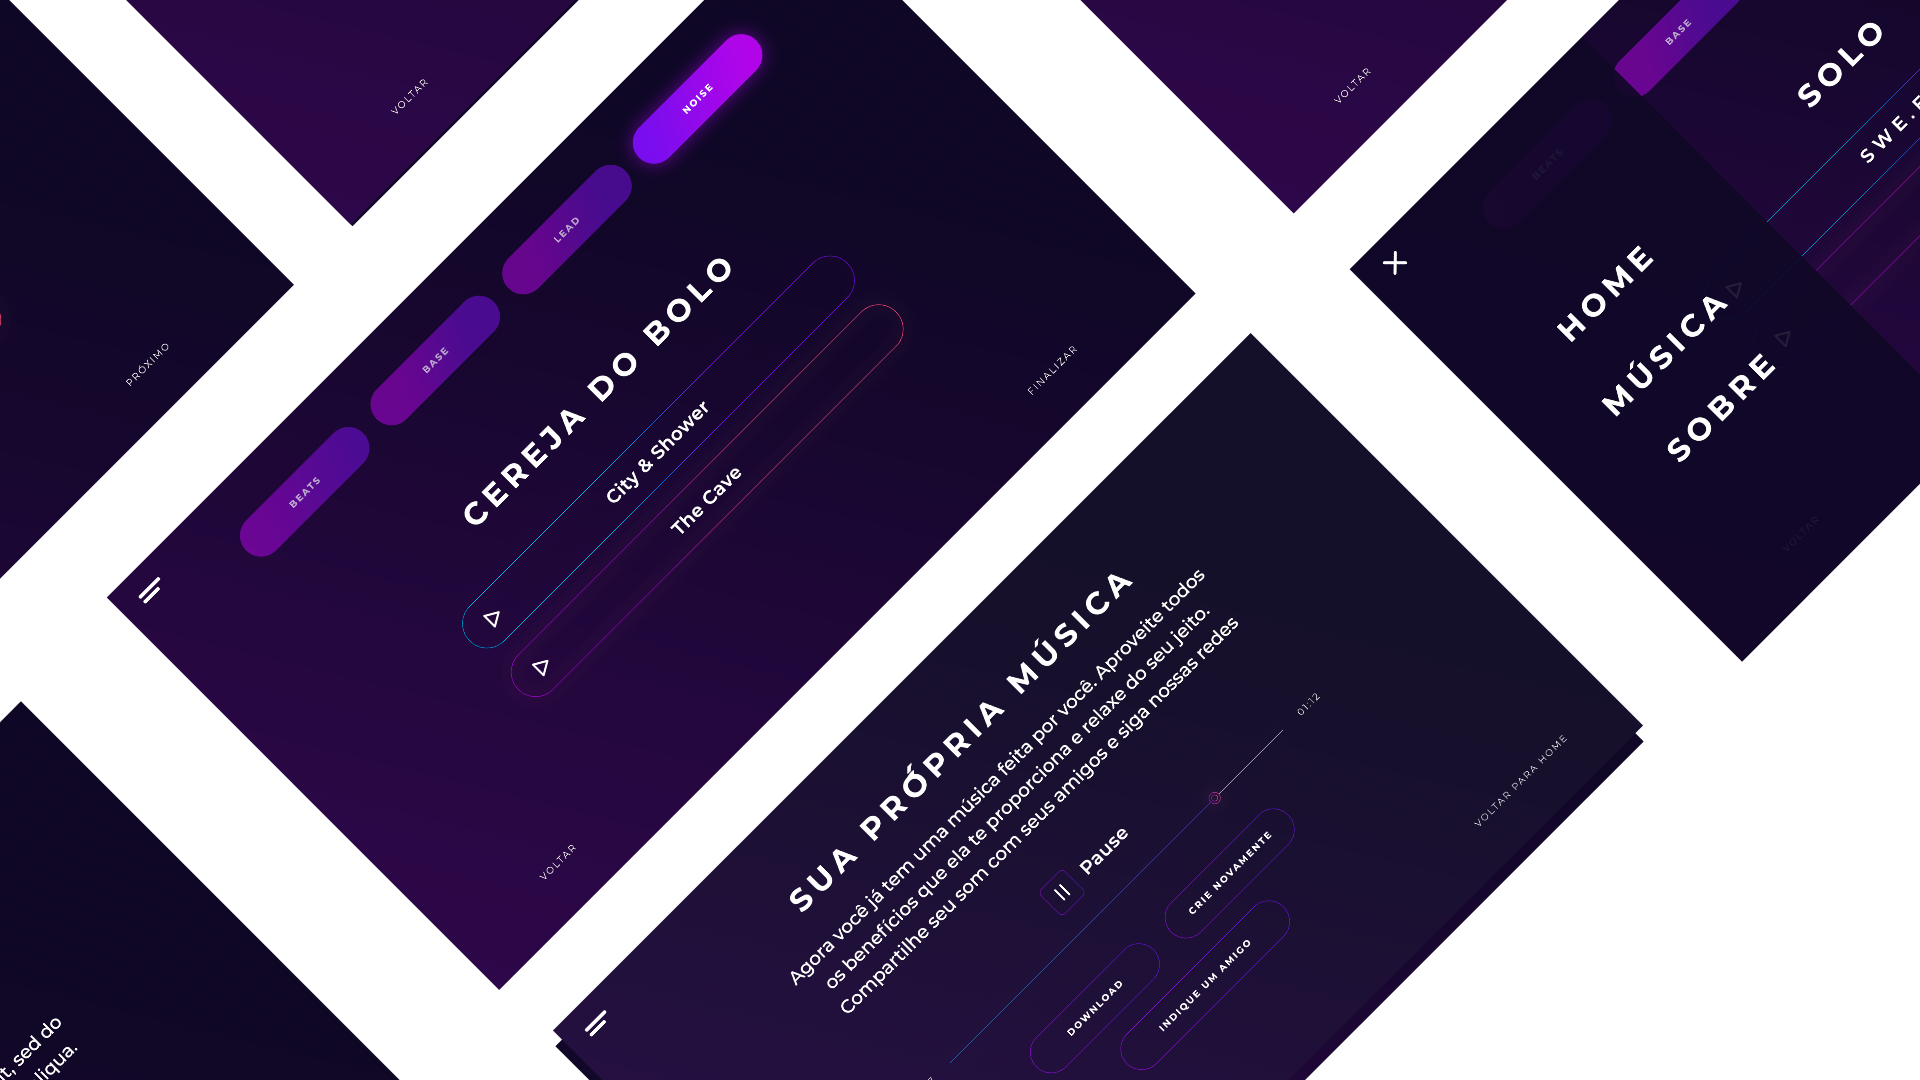 VOLTAR
PRÓXIMO
t, sed do
liqua.
BEATS
BASE
LEAD
NOISE
CEREJA DO BOLO
City & Shower
The Cave
VOLTAR
FINALIZAR
SUA PRÓPRIA MÚSICA
Agora você já tem uma música feita por você. Aproveite todos
os benefícios que ela te proporciona e relaxe do seu jeito.
Compartilhe seu som com seus amigos e siga nossas redes
Pause
01:12
DOWNLOAD
CRIE NOVAMENTE
INDIQUE UM AMIGO
VOLTAR PARA HOME
VOLTAR
BEATS
BASE
SOLO
SWE.
HOME
MÚSICA
SOBRE
VOLTAR